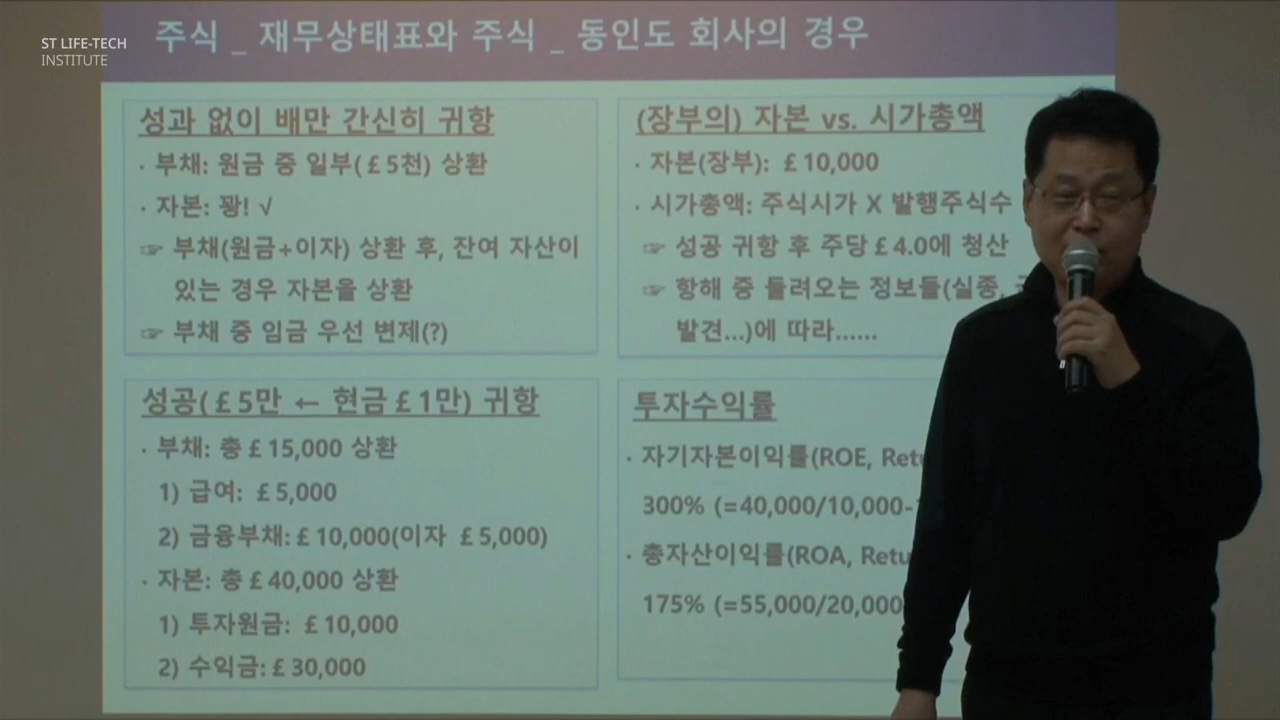 ST LIFE-TECH
INSTITUTE
주식 _ 재무상태표와 주식 _ 동인도 회사의 경우
성과 없이 배만 간신히 귀항
· 부채: 원금 중 일부(£5천) 상환
· 자본: 꽝! √
☞ 부채(원금+이자) 상환 후, 잔여 자산이
있는 경우 자본을 상환
☞ 부채 중 임금 우선 변제(?)
(장부의) 자본 vs. 시가총액
· 자본(장부): £10,000
· 시가총액: 주식시가 X 발행주식수
☞ 성공 귀항 후 주당£4.0에 청산
☞ 항해 중 들려오는 정보들(실종,
발견...)에 따라......
성공(£5만 ← 현금£1만) 귀항
· 부채: 총£15,000 상환
1) 급여: £5,000
2) 금융부채:£10,000(이자 £5,000)
· 자본: 총£40,000 상환
1) 투자원금: £10,000
2) 수익금:£30,000
투자수익률
· 자기자본이익률(ROE, Retu
300% (=40,000/10,000-
· 총자산이익률(ROA, Retu
175% (=55,000/20,000